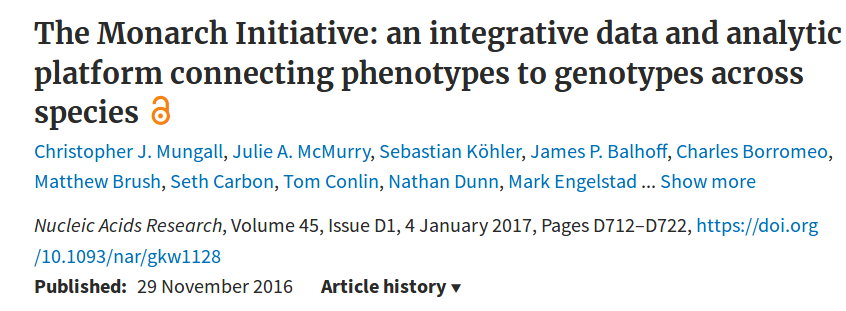 The Monarch Initiative: an integrative data and analytic
platform connecting phenotypes to genotypes across
species
Christopher J. Mungall, Julie A. McMurry, Sebastian Köhler, James P. Balhoff, Charles Borromeo,
Matthew Brush, Seth Carbon, Tom Conlin, Nathan Dunn, Mark Engelstad ... Show more
Nucleic Acids Research, Volume 45, Issue D1, 4 January 2017, Pages D712–D722, https://doi.org
/10.1093/nar/gkw1128
Published: 29 November 2016 Article history ▾